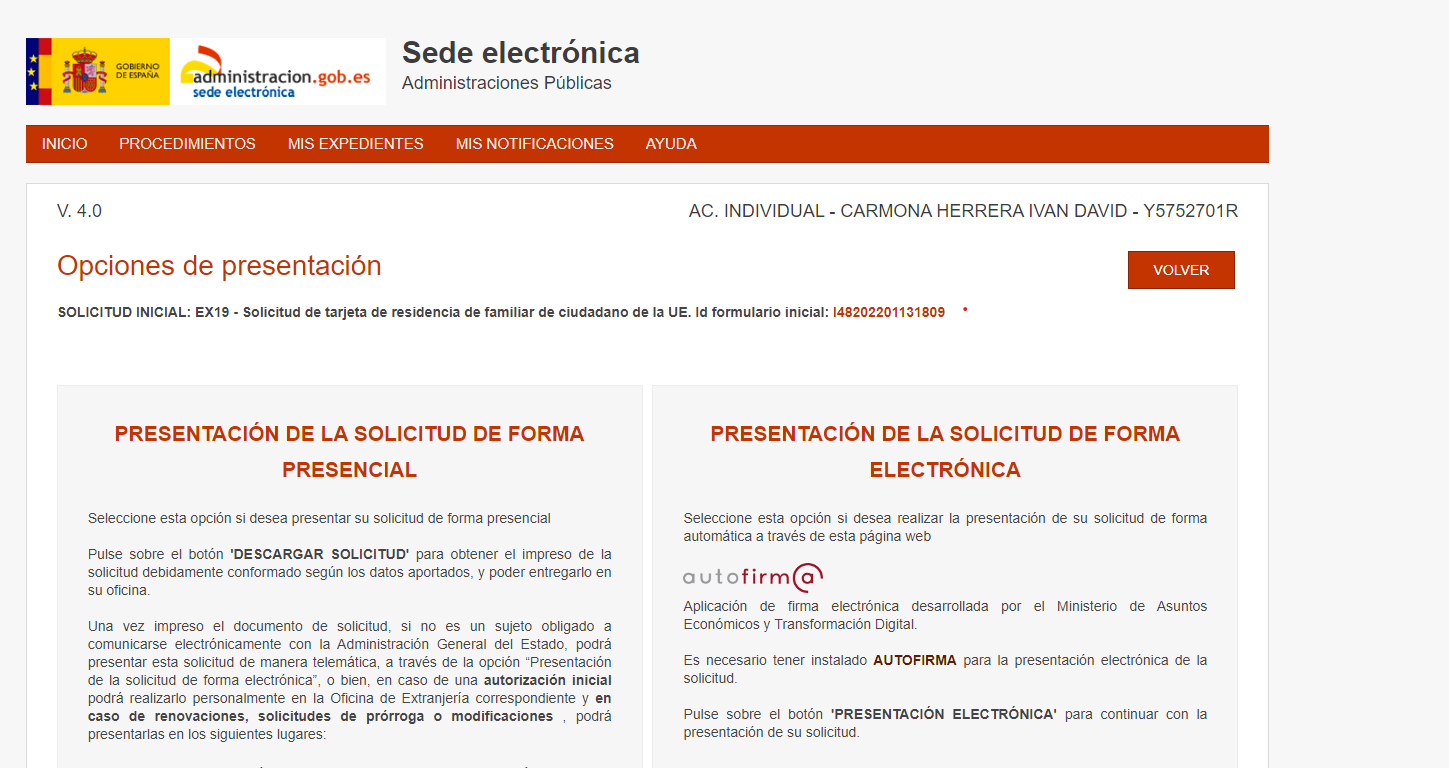 GOBIERNO
DE ESPAÑA
administracion.gob.es
sede electrónica
Sede electrónica
Administraciones Públicas
INICIO PROCEDIMIENTOS MIS EXPEDIENTES MIS NOTIFICACIONES AYUDA
V. 4.0 AC. INDIVIDUAL - CARMONA HERRERA IVAN DAVID - Y5752701R
Opciones de presentación
VOLVER
SOLICITUD INICIAL: EX19 - Solicitud de tarjeta de residencia de familiar de ciudadano de la UE. Id formulario inicial: I48202201131809
PRESENTACIÓN DE LA SOLICITUD DE FORMA
PRESENCIAL
Seleccione esta opción si desea presentar su solicitud de forma presencial
Pulse sobre el botón 'DESCARGAR SOLICITUD' para obtener el impreso de la
solicitud debidamente conformado según los datos aportados, y poder entregarlo en
su oficina.
Una vez impreso el documento de solicitud, si no es un sujeto obligado a
comunicarse electrónicamente con la Administración General del Estado, podrá
presentar esta solicitud de manera telemática, a través de la opción “Presentación
de la solicitud de forma electrónica”, o bien, en caso de una autorización inicial
podrá realizarlo personalmente en la Oficina de Extranjería correspondiente y en
caso de renovaciones, solicitudes de prórroga o modificaciones , podrá
presentarlas en los siguientes lugares:
PRESENTACIÓN DE LA SOLICITUD DE FORMA
ELECTRÓNICA
Seleccione esta opción si desea realizar la presentación de su solicitud de forma
automática a través de esta página web
autofirm@
Aplicación de firma electrónica desarrollada por el Ministerio de Asuntos
Económicos y Transformación Digital.
Es necesario tener instalado AUTOFIRMA para la presentación electrónica de la
solicitud.
Pulse sobre el botón 'PRESENTACIÓN ELECTRÓNICA' para continuar con la
presentación de su solicitud.